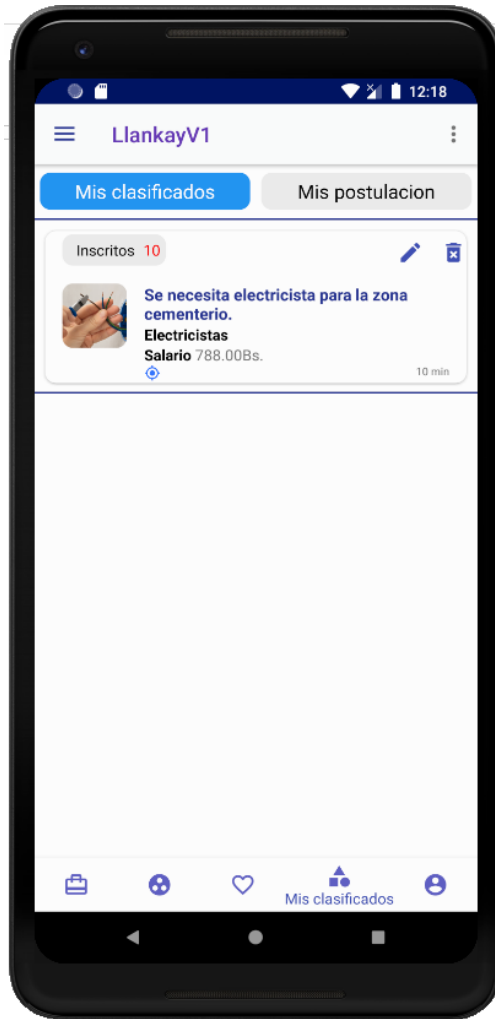 12:18
LlankayV1
Mis clasificados
Mis postulacion
Inscritos 10
Se necesita electricista para la zona
cementerio.
Electricistas
Salario 788.00Bs.
10 min
Mis clasificados